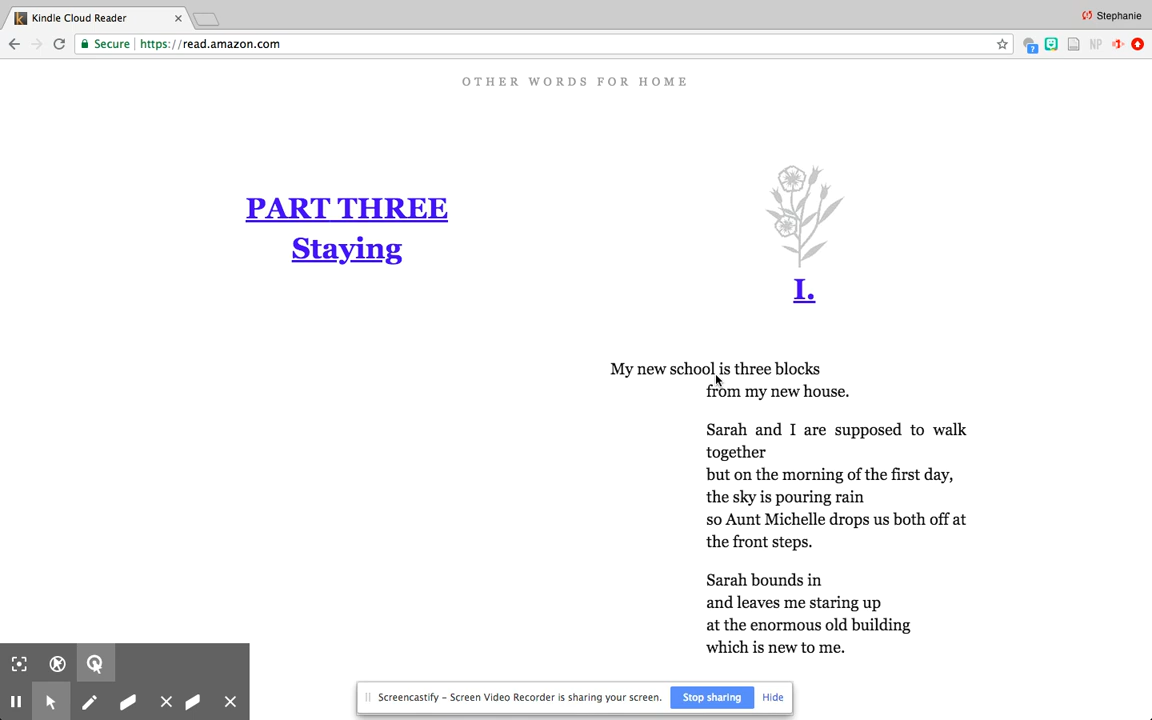 Kindle Cloud Reader
Stephanie
Secure
https://read.amazon.com
?
NP
OTHER WORDS FOR HOME
PART THREE
Staying
I.
My new school is three blocks
from my new house.
Sarah and I are supposed to walk
together
but on the morning of the first day,
the sky is pouring rain
so Aunt Michelle drops us both off at
the front steps.
Sarah bounds in
and leaves me staring up
at the enormous old building
which is new to me.
Screencastify – Screen Video Recorder is sharing your screen.
Stop sharing
Hide